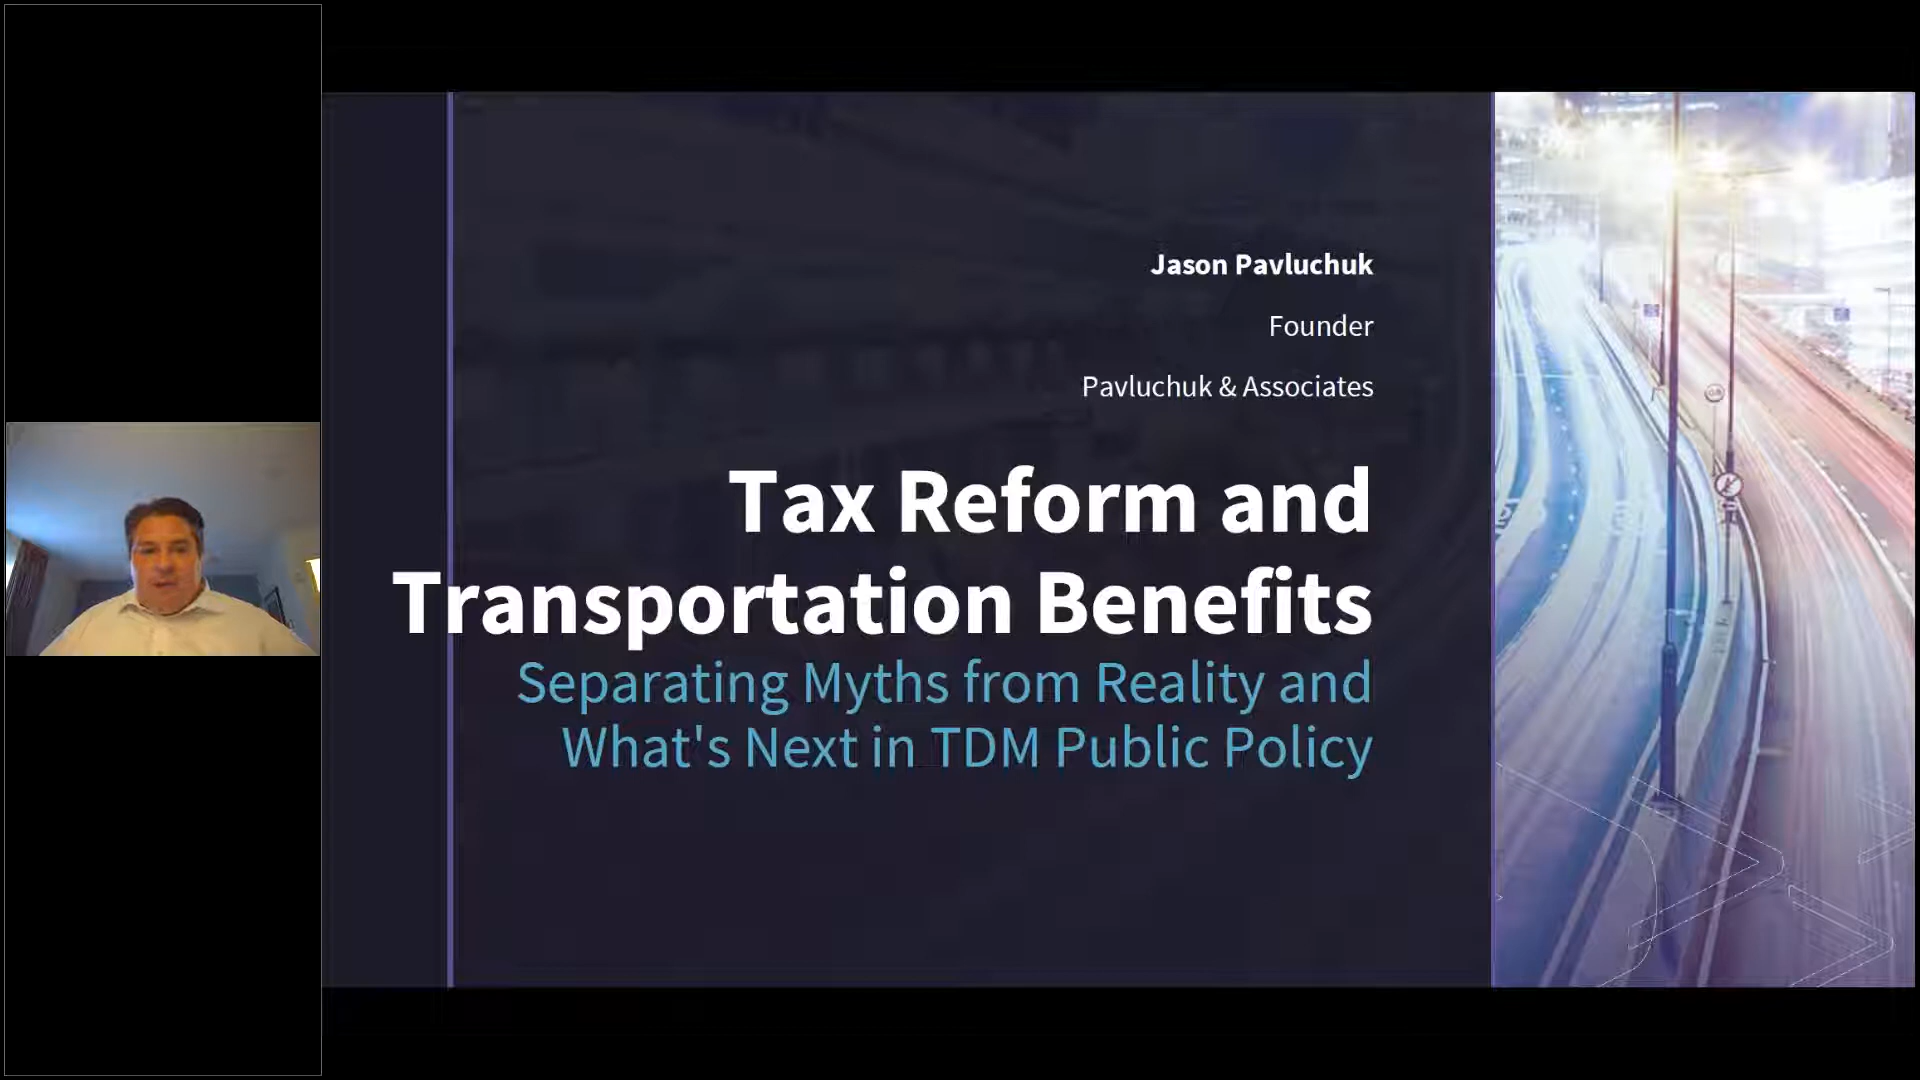 Jason Pavluchuk
Founder
Pavluchuk & Associates
Tax Reform and
Transportation Benefits
Separating Myths from Reality and
What's Next in TDM Public Policy